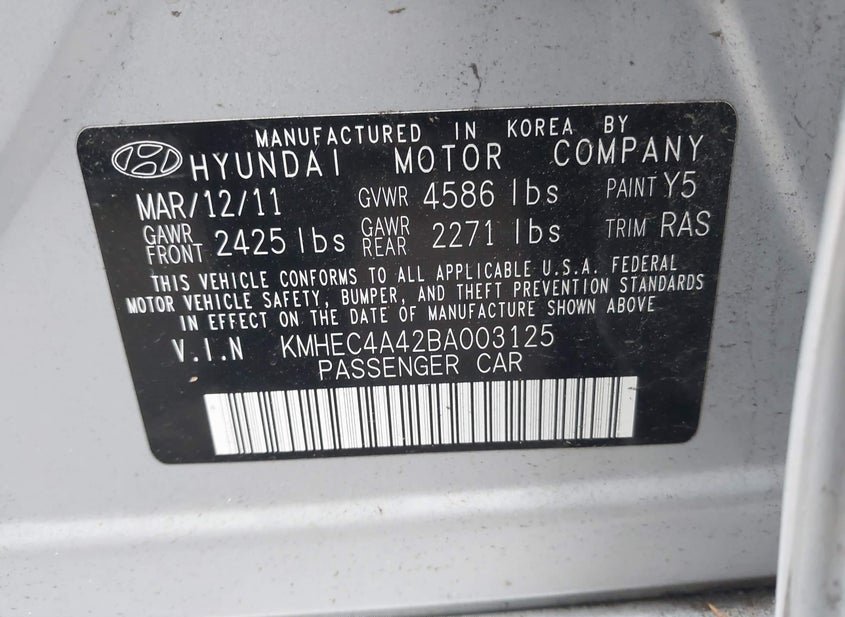 MANUFACTURED IN KOREA BY
HYUNDAI MOTOR COMPANY
MAR/12/11 GVWR 4586 lbs PAINT Y5
GAWR FRONT 2425 lbs GAWR REAR 2271 lbs TRIM RAS
THIS VEHICLE CONFORMS TO ALL APPLICABLE U.S.A. FEDERAL
MOTOR VEHICLE SAFETY, BUMPER, AND THEFT PREVENTION STANDARDS
IN EFFECT ON THE DATE OF MANUFACTURE SHOWN ABOVE
V.I.N KMHEC4A42BA003125
PASSENGER CAR